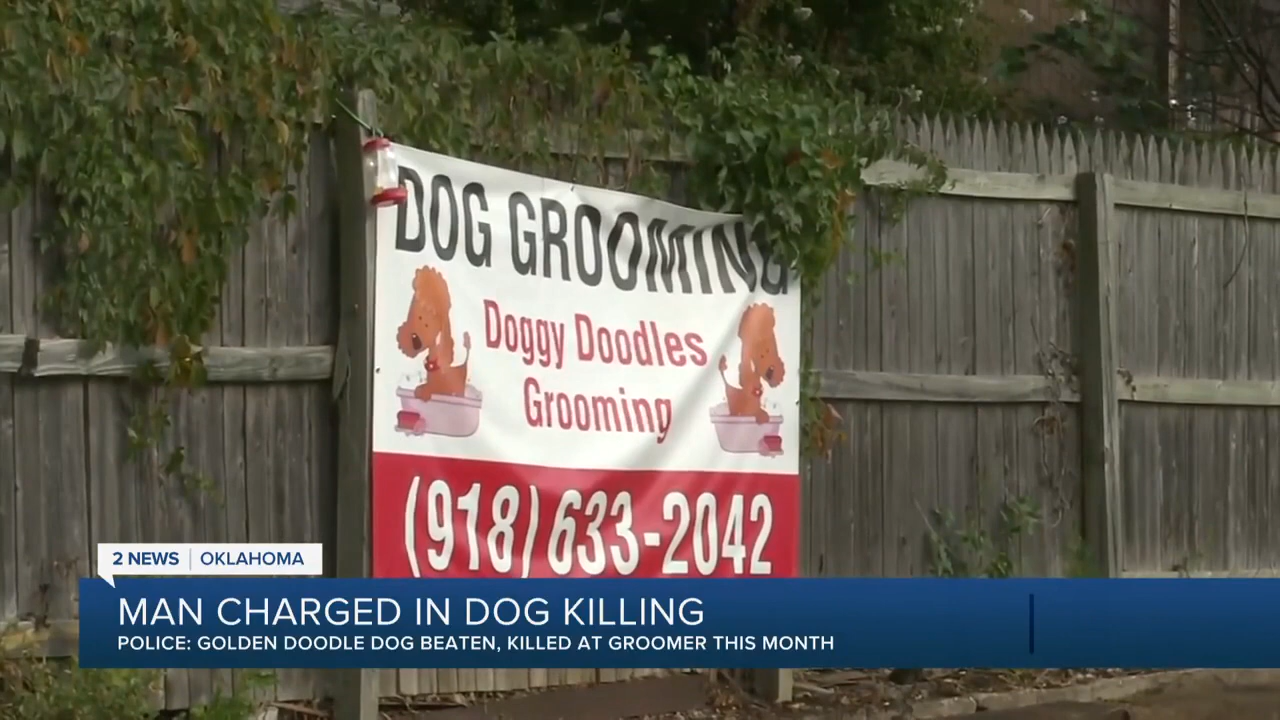 DOG GROOMING
Doggy Doodles
Grooming
(918) 633-2042
2 NEWS | OKLAHOMA
MAN CHARGED IN DOG KILLING
POLICE: GOLDEN DOODLE DOG BEATEN, KILLED AT GROOMER THIS MONTH